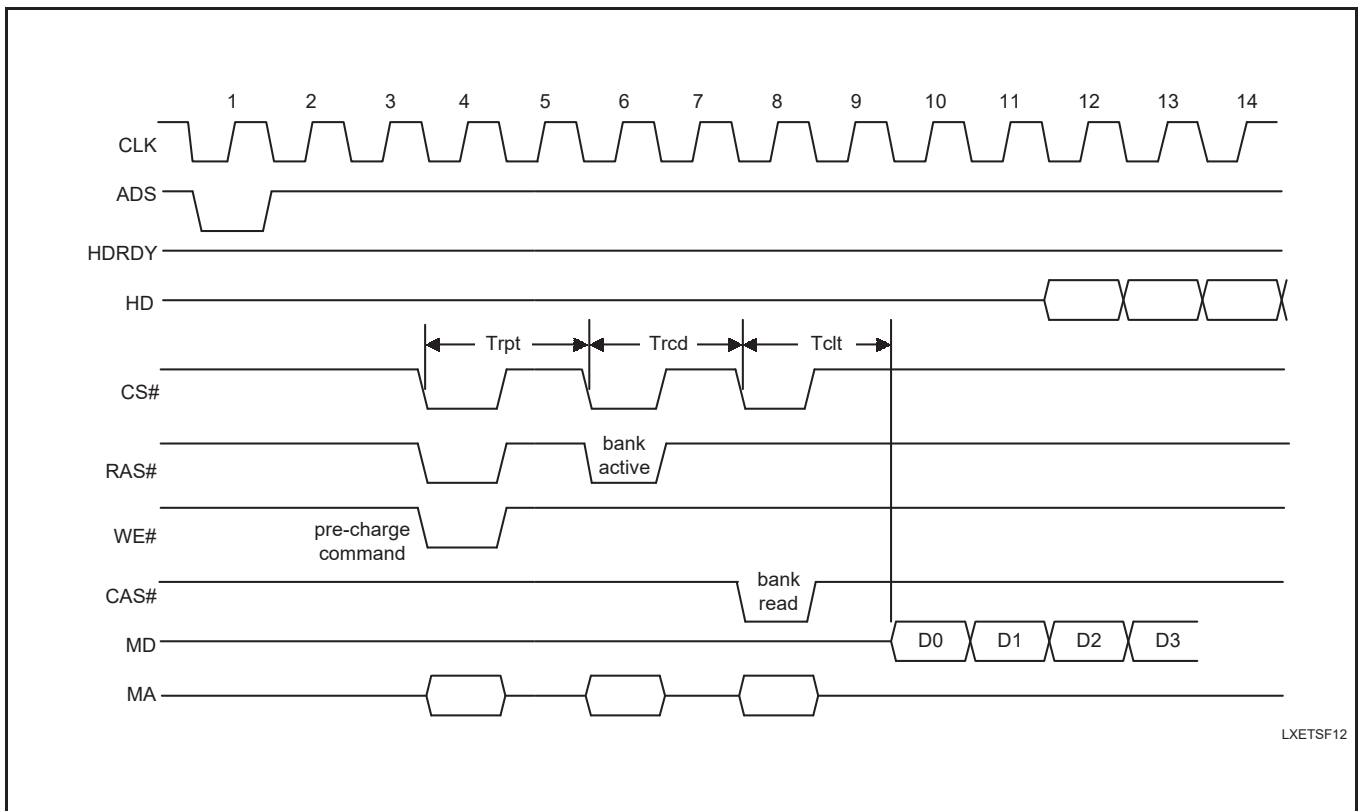 1 2 3 4 5 6 7 8 9 10 11 12 13 14
CLK
ADS
HDRDY
HD
Trpt Trcd Tclt
CS#
bank
active
RAS#
pre-charge
command
WE#
bank
read
CAS#
MD D0 D1 D2 D3
MA
LXETSF12